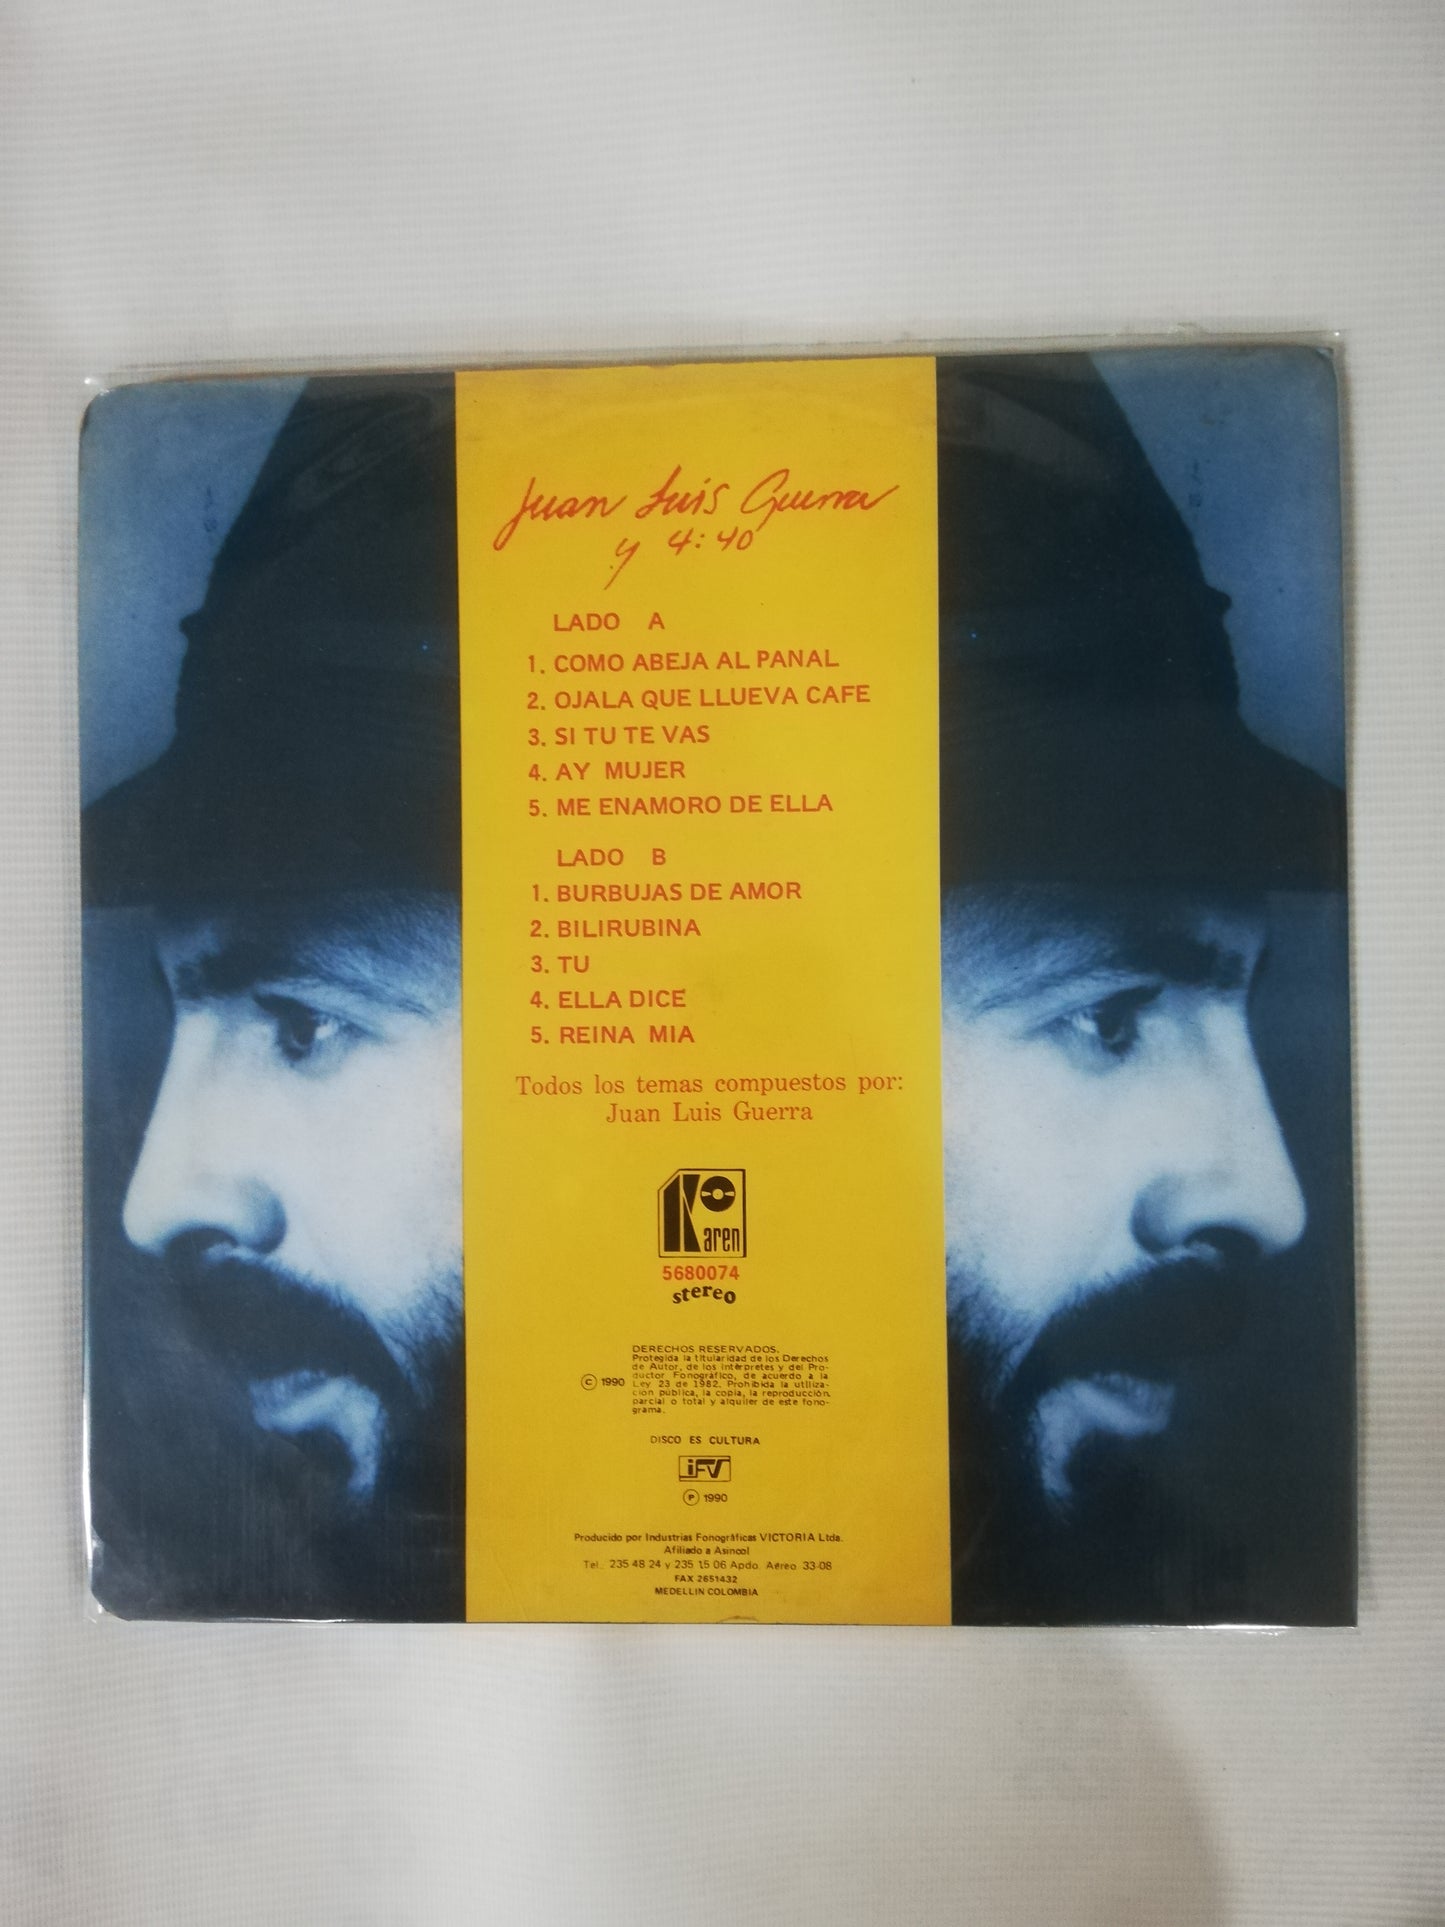 Juan Luis Guerra
y 4:40
LADO A
1. COMO ABEJA AL PANAL
2. OJALA QUE LLUEVA CAFE
3. SI TU TE VAS
4. AY MUJER
5. ME ENAMORO DE ELLA
LADO B
1. BURBUJAS DE AMOR
2. BILIRUBINA
3. TU
4. ELLA DICE
5. REINA MIA
Todos los temas compuestos por:
Juan Luis Guerra
Karen
5680074
stereo
DERECHOS RESERVADOS.
Protegida la titularidad de los Derechos
de Autor, de los intérpretes y del Pro-
ductor Fonográfico, de acuerdo a la
© 1990 Ley 23 de 1982. Prohibida la utiliza-
ción pública, la copia, la reproducción,
parcial o total y alquiler de este fono-
grama.
DISCO ES CULTURA
IFV
℗ 1990
Producido por Industrias Fonográficas VICTORIA Ltda.
Afiliado a Asincol
Tel.. 235 48 24 y 235 15 06 Apdo. Aéreo 33-08
FAX 2651432
MEDELLIN COLOMBIA